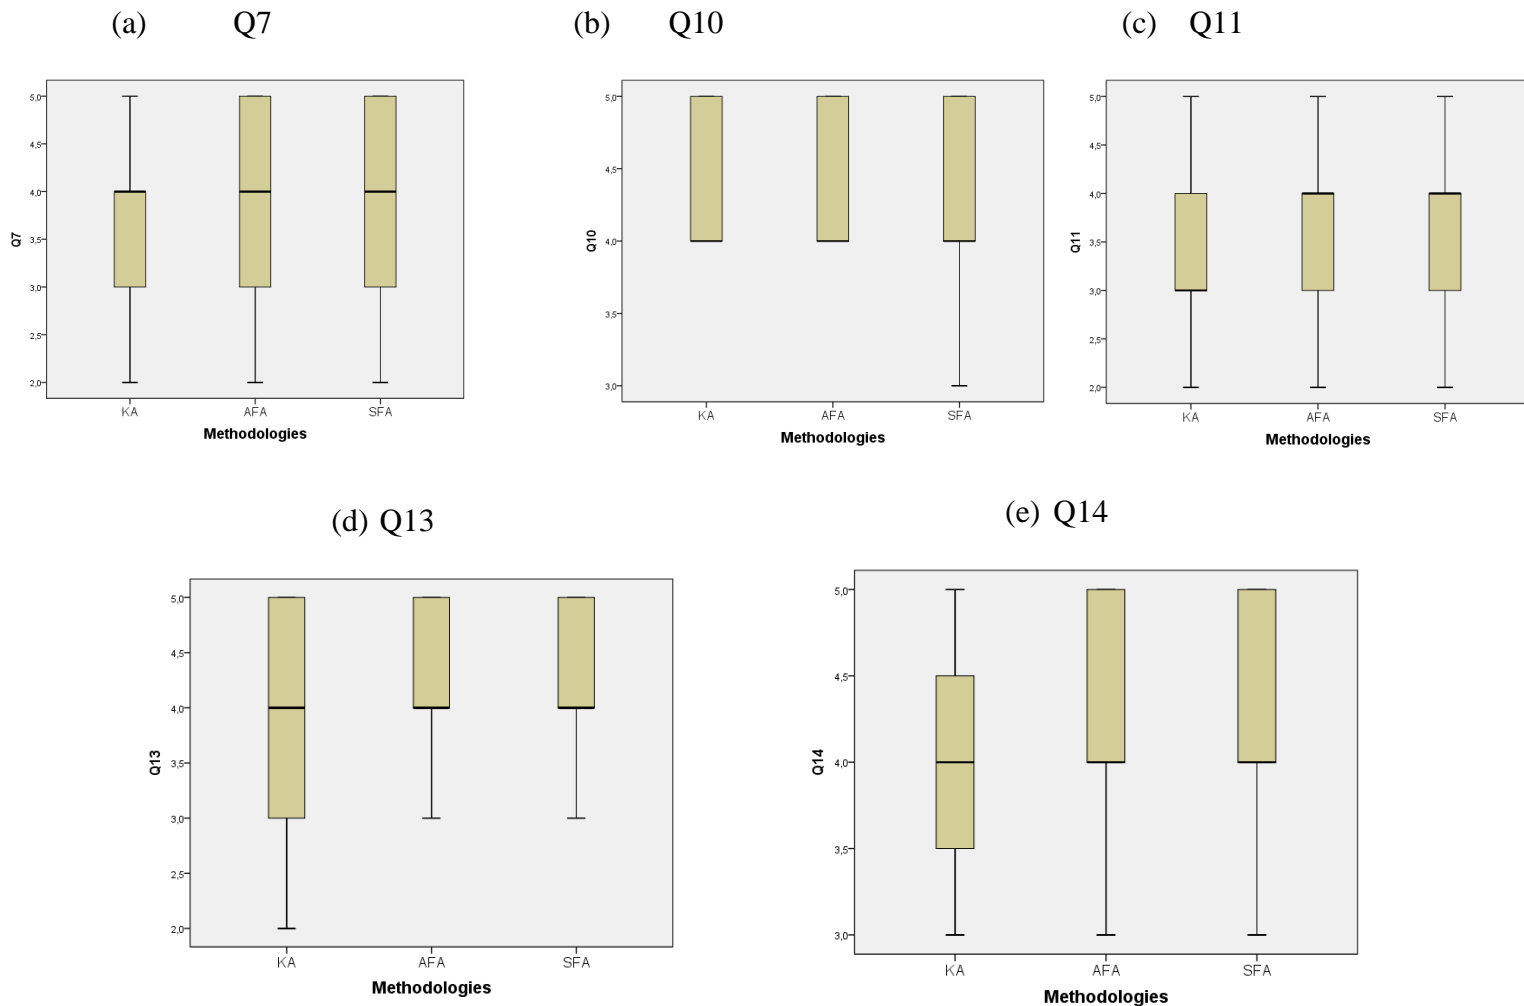 (a) Q7
(b) Q10
(c) Q11
5,0
4,5
4,0
3,5
3,0
2,5
2,0
Q7
KA AFA SFA
Methodologies
5,0
4,5
4,0
3,5
3,0
Q10
KA AFA SFA
Methodologies
5,0
4,5
4,0
3,5
3,0
2,5
2,0
Q11
KA AFA SFA
Methodologies
(d) Q13
(e) Q14
5,0
4,5
4,0
3,5
3,0
2,5
2,0
Q13
KA AFA SFA
Methodologies
5,0
4,5
4,0
3,5
3,0
Q14
KA AFA SFA
Methodologies